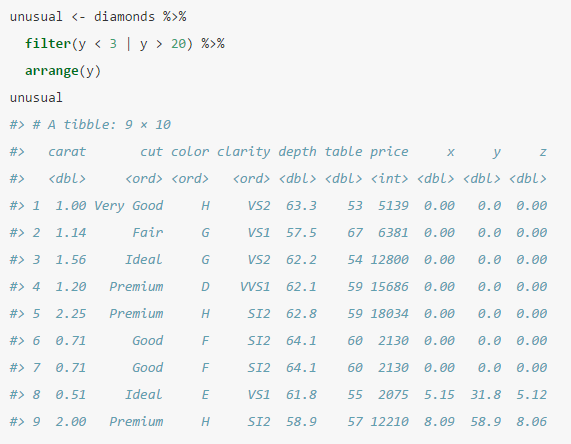 unusual <- diamonds %>%
  filter(y < 3 | y > 20) %>%
  arrange(y)
unusual
#> # A tibble: 9 × 10
#>   carat       cut color clarity depth table price     x     y     z
#>   <dbl>     <ord> <ord>   <ord> <dbl> <dbl> <int> <dbl> <dbl> <dbl>
#> 1  1.00 Very Good     H     VS2  63.3    53  5139  0.00   0.0  0.00
#> 2  1.14      Fair     G     VS1  57.5    67  6381  0.00   0.0  0.00
#> 3  1.56     Ideal     G     VS2  62.2    54 12800  0.00   0.0  0.00
#> 4  1.20   Premium     D    VVS1  62.1    59 15686  0.00   0.0  0.00
#> 5  2.25   Premium     H     SI2  62.8    59 18034  0.00   0.0  0.00
#> 6  0.71      Good     F     SI2  64.1    60  2130  0.00   0.0  0.00
#> 7  0.71      Good     F     SI2  64.1    60  2130  0.00   0.0  0.00
#> 8  0.51     Ideal     E     VS1  61.8    55  2075  5.15  31.8  5.12
#> 9  2.00   Premium     H     SI2  58.9    57 12210  8.09  58.9  8.06